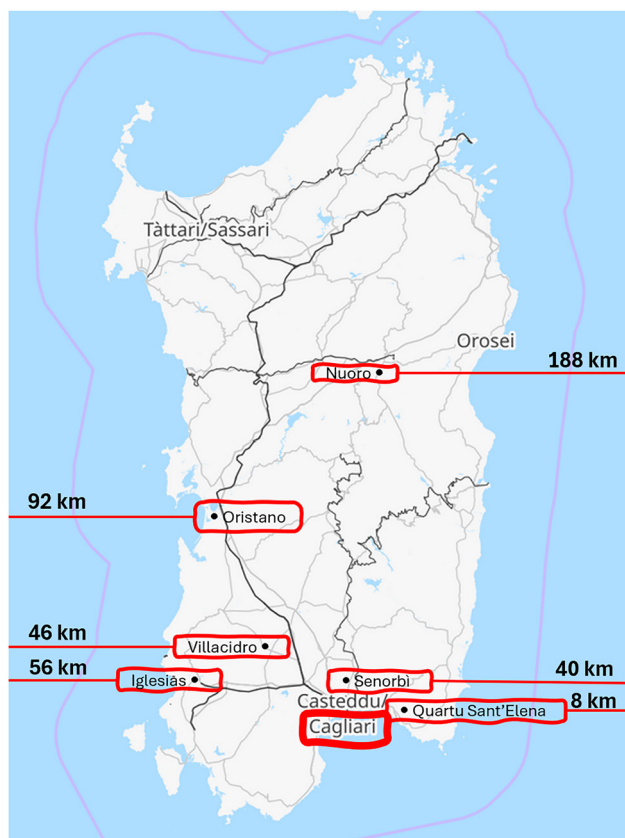 Tàttari/Sassari
Orosei
188 km
Nuoro
92 km
Oristano
46 km
Villacidro
56 km
Iglesias
Senorbì
40 km
Casteddu/
Cagliari
Quartu Sant'Elena
8 km